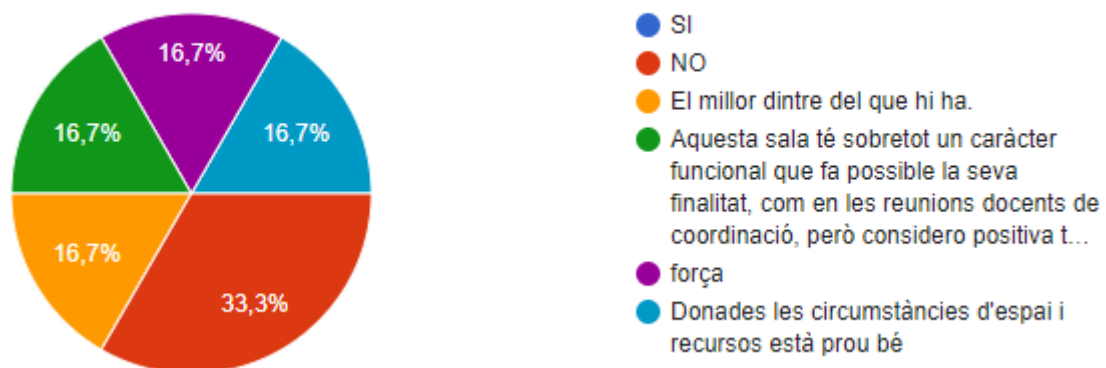 16,7%
16,7%
16,7%
16,7%
33,3%
SI
NO
El millor dintre del que hi ha.
Aquesta sala té sobretot un caràcter
funcional que fa possible la seva
finalitat, com en les reunions docents de
coordinació, però considero positiva t...
força
Donades les circumstàncies d'espai i
recursos està prou bé